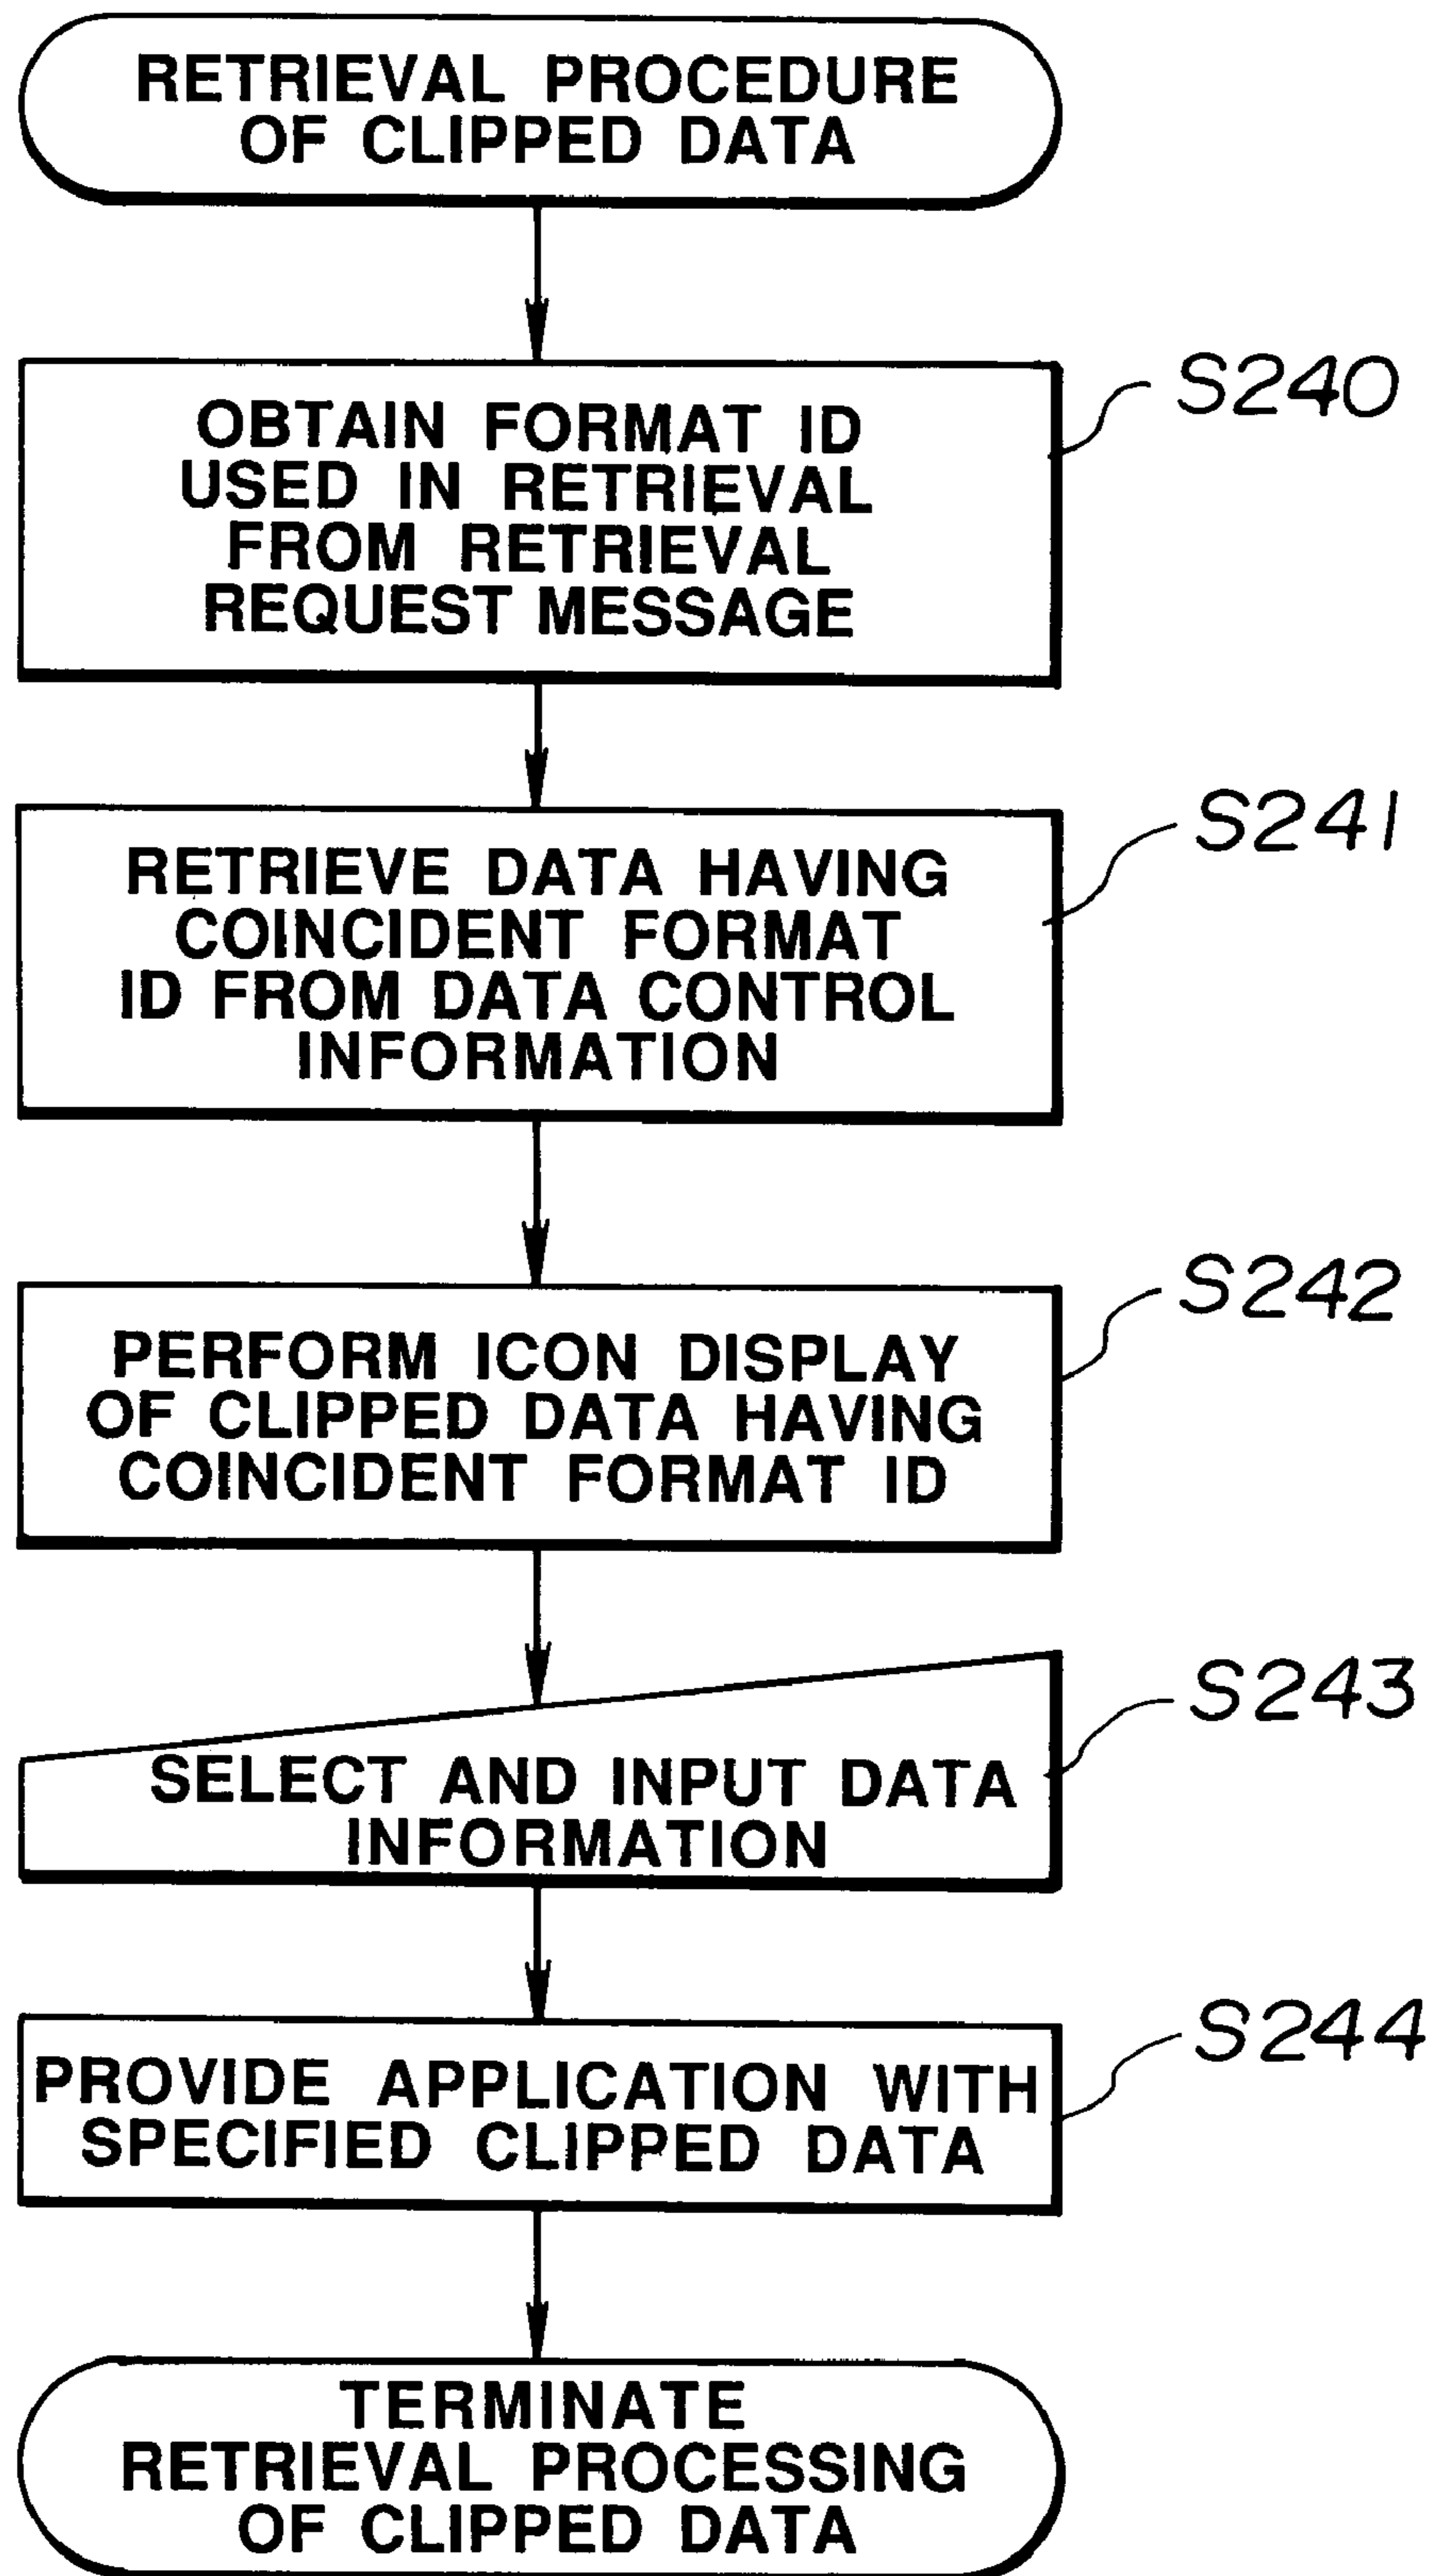 RETRIEVAL PROCEDURE
OF CLIPPED DATA
OBTAIN FORMAT ID
USED IN RETRIEVAL
FROM RETRIEVAL
REQUEST MESSAGE
S240
RETRIEVE DATA HAVING
COINCIDENT FORMAT
ID FROM DATA CONTROL
INFORMATION
S241
PERFORM ICON DISPLAY
OF CLIPPED DATA HAVING
COINCIDENT FORMAT ID
S242
SELECT AND INPUT DATA
INFORMATION
S243
PROVIDE APPLICATION WITH
SPECIFIED CLIPPED DATA
S244
TERMINATE
RETRIEVAL PROCESSING
OF CLIPPED DATA